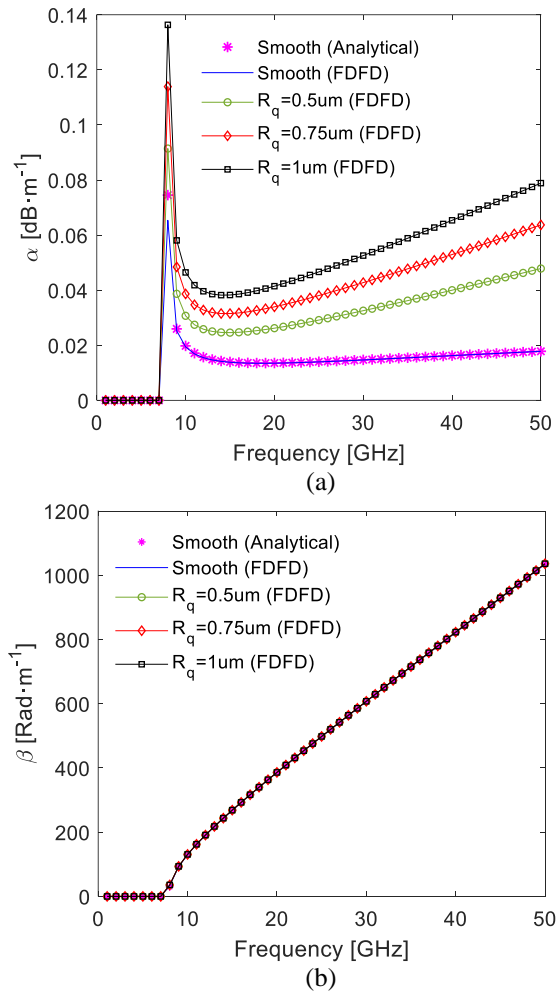 0.14
0.12
0.1
0.08
0.06
0.04
0.02
0
α [dB·m⁻¹]
Smooth (Analytical)
Smooth (FDFD)
R_q=0.5um (FDFD)
R_q=0.75um (FDFD)
R_q=1um (FDFD)
0 10 20 30 40 50
Frequency [GHz]
(a)
1200
1000
800
600
400
200
0
β [Rad·m⁻¹]
Smooth (Analytical)
Smooth (FDFD)
R_q=0.5um (FDFD)
R_q=0.75um (FDFD)
R_q=1um (FDFD)
0 10 20 30 40 50
Frequency [GHz]
(b)